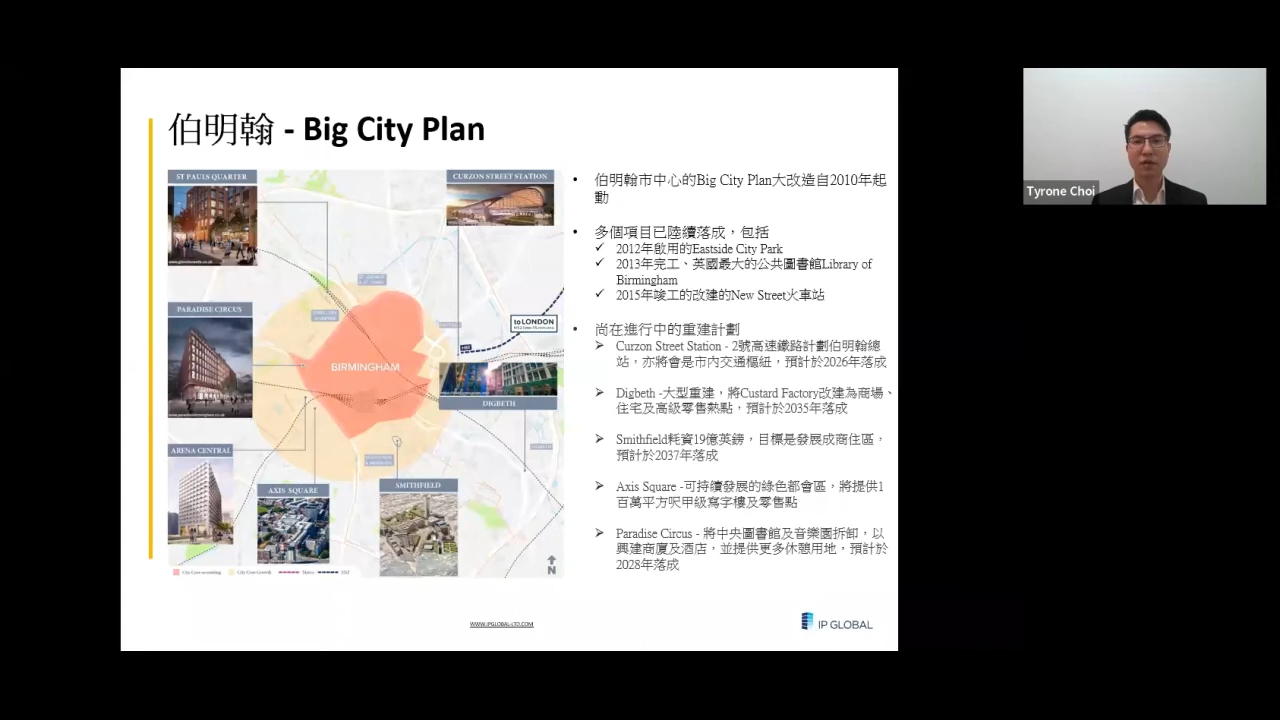 伯明翰 - Big City Plan
ST PAULS QUARTER
CURZON STREET STATION
PARADISE CIRCUS
to LONDON
HS2
BIRMINGHAM
DIGBETH
ARENA CENTRAL
AXIS SQUARE
SMITHFIELD
City Core
City Core Growth
Metro
HS2
N
• 伯明翰市中心的Big City Plan大改造自2010年起
動
• 多個項目已陸續落成，包括
✓ 2012年啟用的Eastside City Park
✓ 2013年完工、英國最大的公共圖書館Library of
Birmingham
✓ 2015年竣工的改建的New Street火車站
• 尚在進行中的重建計劃
➢ Curzon Street Station - 2號高速鐵路計劃伯明翰總
站，亦將會是市內交通樞紐，預計於2026年落成
➢ Digbeth -大型重建，將Custard Factory改建為商場、
住宅及高級零售熱點，預計於2035年落成
➢ Smithfield耗資19億英鎊，目標是發展成商住區，
預計於2037年落成
➢ Axis Square -可持續發展的綠色都會區，將提供1
百萬平方呎甲級寫字樓及零售點
➢ Paradise Circus - 將中央圖書館及音樂園拆卸，以
興建商廈及酒店，並提供更多休憩用地，預計於
2028年落成
WWW.IPGLOBAL-LTD.COM
IP GLOBAL
Tyrone Choi